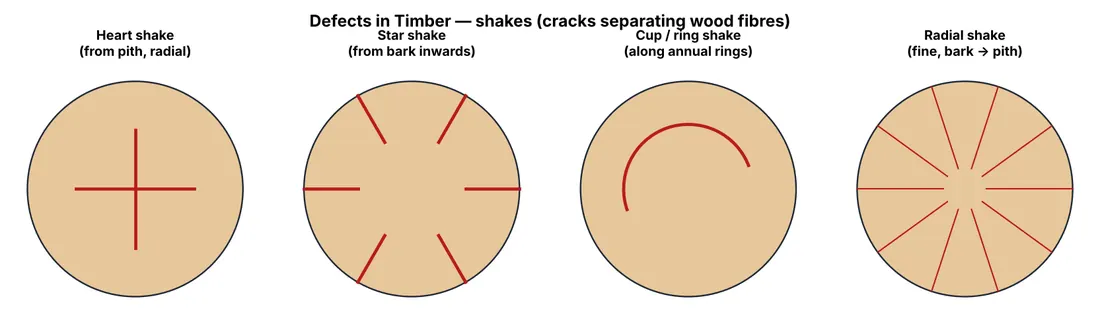 Defects in Timber — shakes (cracks separating wood fibres)
Heart shake
(from pith, radial)
Star shake
(from bark inwards)
Cup / ring shake
(along annual rings)
Radial shake
(fine, bark → pith)